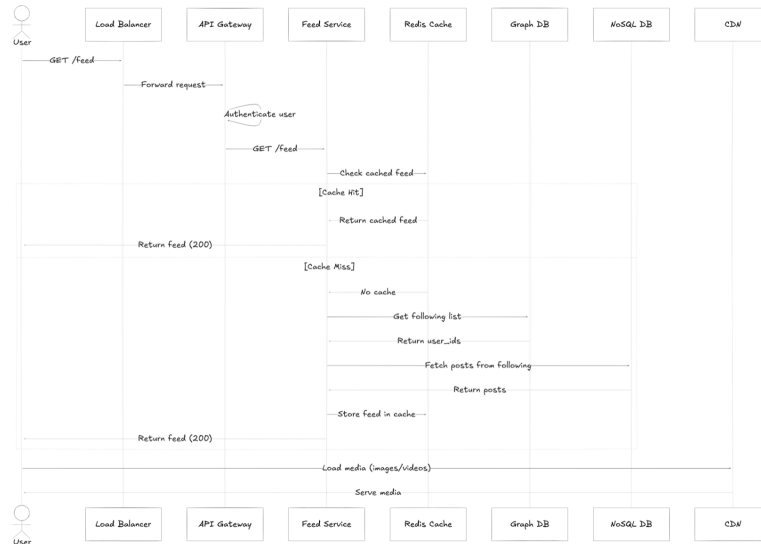 User
Load Balancer
API Gateway
Feed Service
Redis Cache
Graph DB
NoSQL DB
CDN
GET /feed
Forward request
Authenticate user
GET /feed
Check cached feed
[Cache Hit]
Return cached feed
Return feed (200)
[Cache Miss]
No cache
Get following list
Return user_ids
Fetch posts from following
Return posts
Store feed in cache
Return feed (200)
Load media (images/videos)
Serve media
User
Load Balancer
API Gateway
Feed Service
Redis Cache
Graph DB
NoSQL DB
CDN